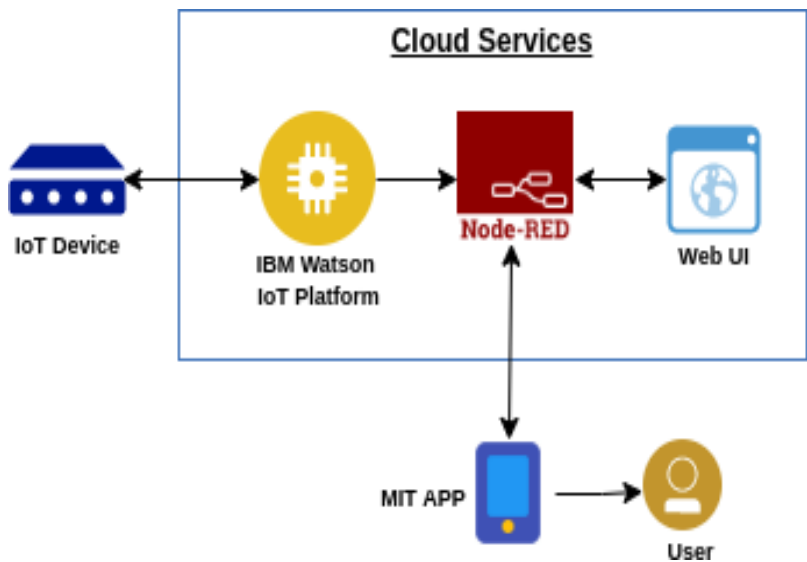 Cloud Services
IoT Device
IBM Watson
IoT Platform
Node-RED
Web UI
MIT APP
User